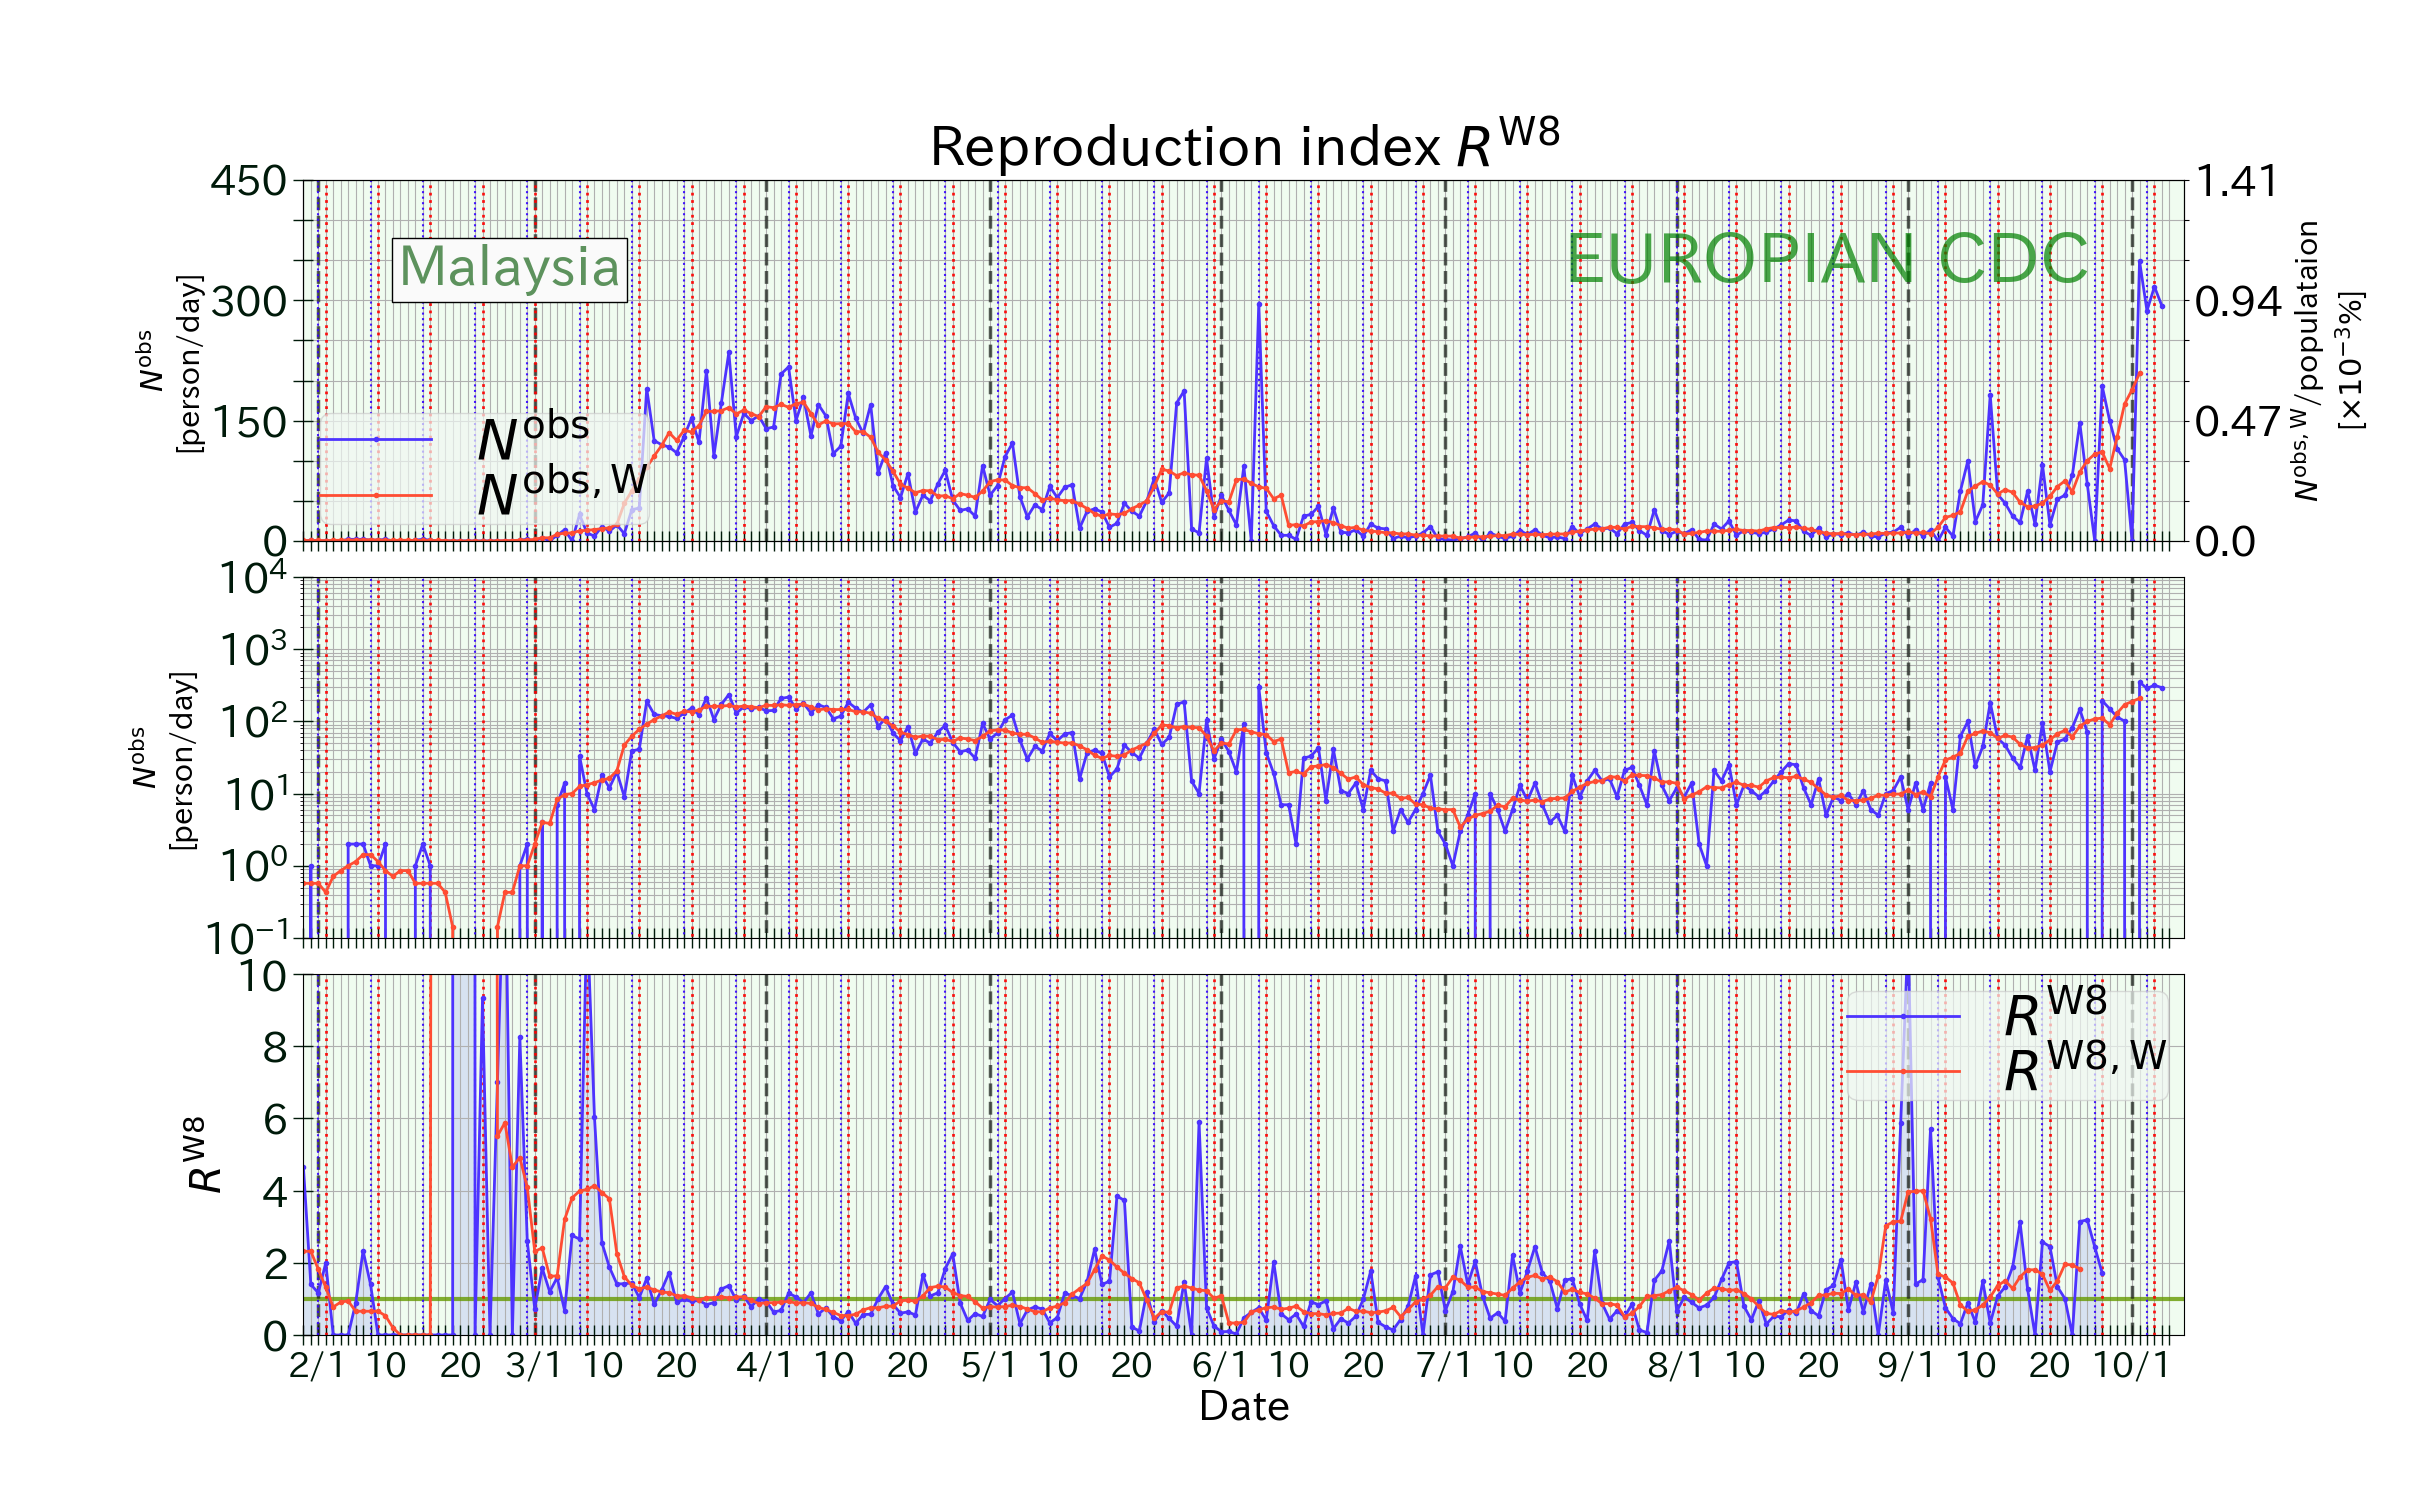 Reproduction index R^W8
450
300
150
0
N^obs
[person/day]
Malaysia
EUROPIAN CDC
N^obs
N^obs, W
1.41
0.94
0.47
0.0
N^obs, W/populataion
[×10^−3%]
10^4
10^3
10^2
10^1
10^0
10^−1
N^obs
[person/day]
10
8
6
4
2
0
R^W8
R^W8
R^W8, W
2/1 10 20 3/1 10 20 4/1 10 20 5/1 10 20 6/1 10 20 7/1 10 20 8/1 10 20 9/1 10 20 10/1
Date